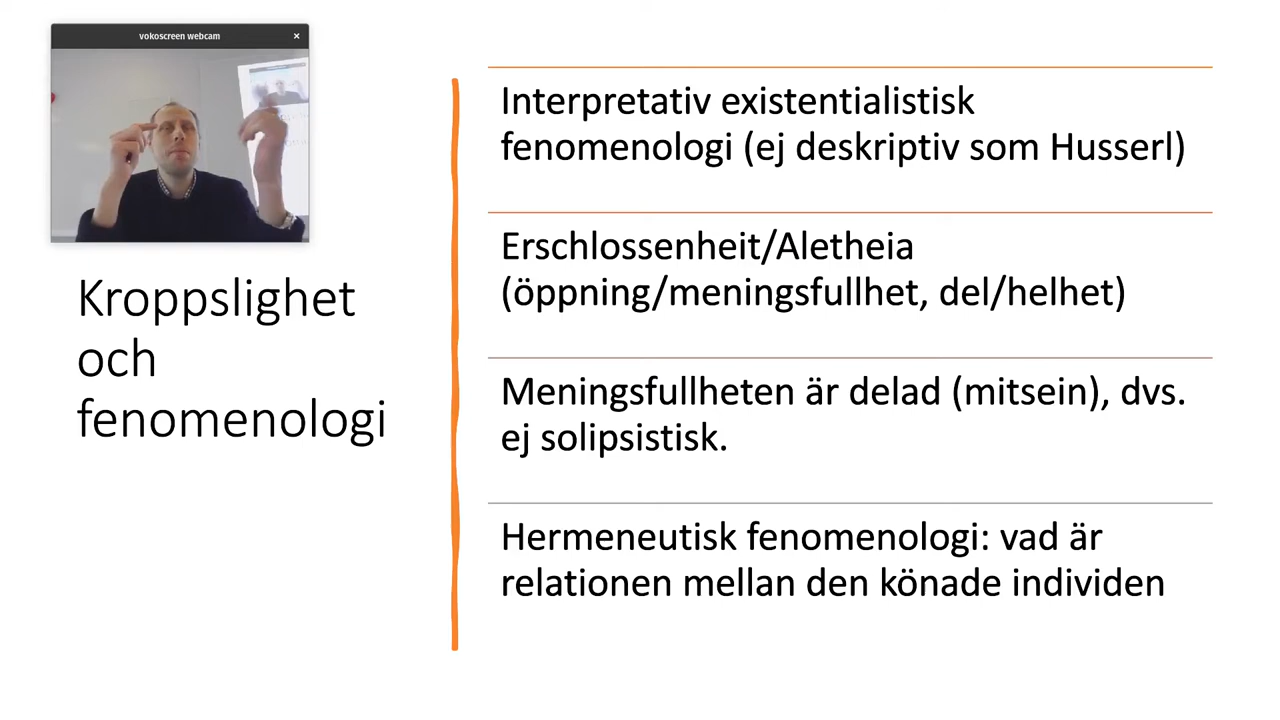 vokoscreen webcam
Kroppslighet
och
fenomenologi
Interpretativ existentialistisk
fenomenologi (ej deskriptiv som Husserl)
Erschlossenheit/Aletheia
(öppning/meningsfullhet, del/helhet)
Meningsfullheten är delad (mitsein), dvs.
ej solipsistisk.
Hermeneutisk fenomenologi: vad är
relationen mellan den könade individen